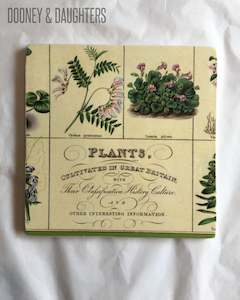 DOONEY & DAUGHTERS
PLANTS,
CULTIVATED IN GREAT BRITAIN,
WITH
Their Classification History Culture,
AND
OTHER INTERESTING INFORMATION.